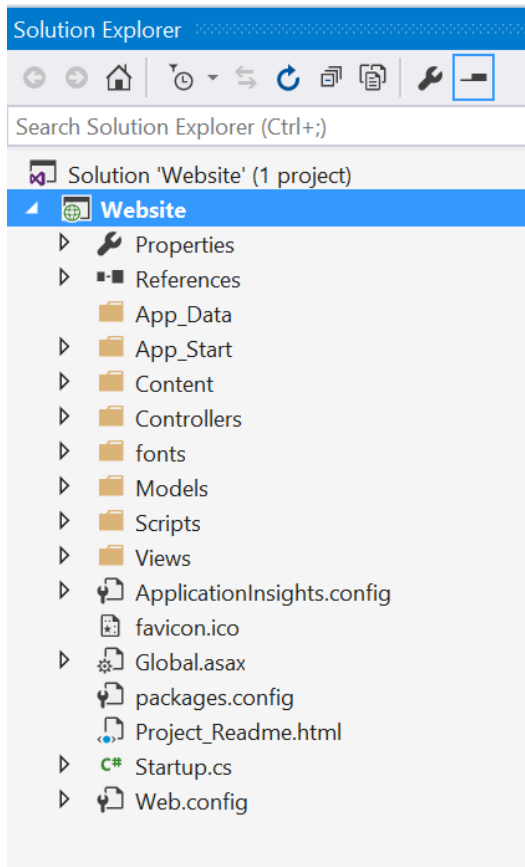 Solution Explorer
Search Solution Explorer (Ctrl+;)
Solution 'Website' (1 project)
Website
Properties
References
App_Data
App_Start
Content
Controllers
fonts
Models
Scripts
Views
ApplicationInsights.config
favicon.ico
Global.asax
packages.config
Project_Readme.html
C# Startup.cs
Web.config